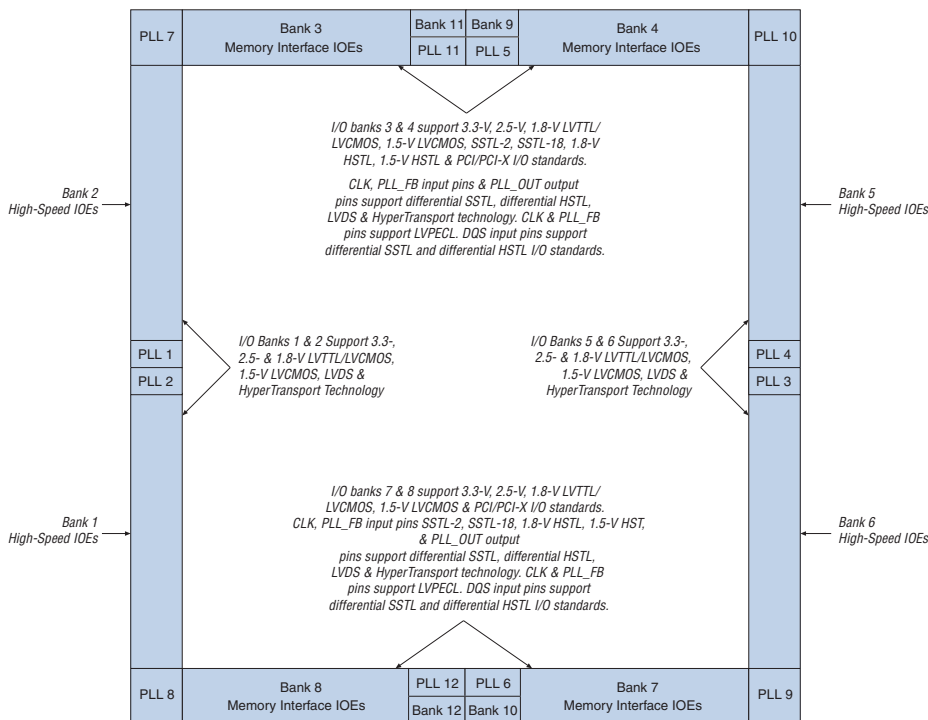 PLL 7
Bank 3
Memory Interface IOEs
Bank 11
Bank 9
PLL 11
PLL 5
Bank 4
Memory Interface IOEs
PLL 10
I/O banks 3 & 4 support 3.3-V, 2.5-V, 1.8-V LVTTL/
LVCMOS, 1.5-V LVCMOS, SSTL-2, SSTL-18, 1.8-V
HSTL, 1.5-V HSTL & PCI/PCI-X I/O standards.
CLK, PLL_FB input pins & PLL_OUT output
pins support differential SSTL, differential HSTL,
LVDS & HyperTransport technology. CLK & PLL_FB
pins support LVPECL. DQS input pins support
differential SSTL and differential HSTL I/O standards.
Bank 2
High-Speed IOEs
Bank 5
High-Speed IOEs
PLL 1
PLL 2
I/O Banks 1 & 2 Support 3.3-,
2.5- & 1.8-V LVTTL/LVCMOS,
1.5-V LVCMOS, LVDS &
HyperTransport Technology
I/O Banks 5 & 6 Support 3.3-,
2.5- & 1.8-V LVTTL/LVCMOS,
1.5-V LVCMOS, LVDS &
HyperTransport Technology
PLL 4
PLL 3
Bank 1
High-Speed IOEs
Bank 6
High-Speed IOEs
I/O banks 7 & 8 support 3.3-V, 2.5-V, 1.8-V LVTTL/
LVCMOS, 1.5-V LVCMOS & PCI/PCI-X I/O standards.
CLK, PLL_FB input pins SSTL-2, SSTL-18, 1.8-V HSTL, 1.5-V HST,
& PLL_OUT output
pins support differential SSTL, differential HSTL,
LVDS & HyperTransport technology. CLK & PLL_FB
pins support LVPECL. DQS input pins support
differential SSTL and differential HSTL I/O standards.
PLL 8
Bank 8
Memory Interface IOEs
PLL 12
PLL 6
Bank 12
Bank 10
Bank 7
Memory Interface IOEs
PLL 9